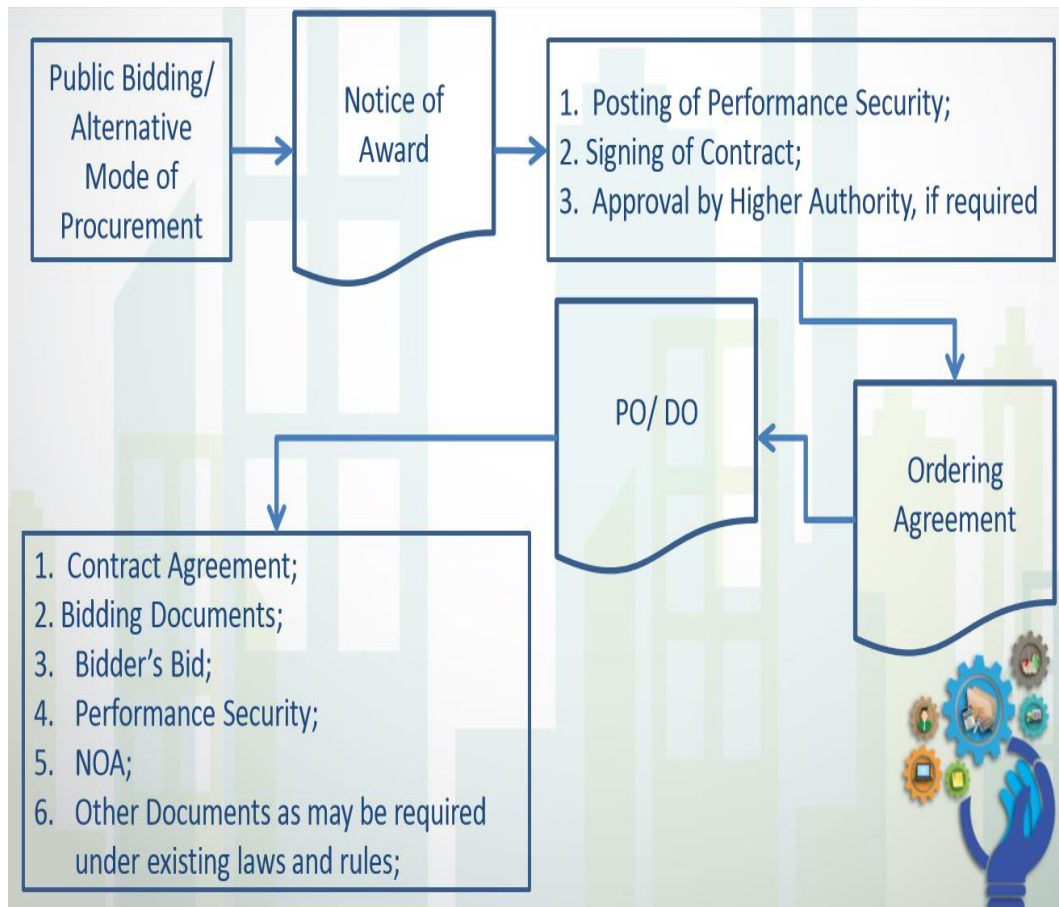 Public Bidding/
Alternative
Mode of
Procurement
Notice of
Award
1. Posting of Performance Security;
2. Signing of Contract;
3. Approval by Higher Authority, if required
Ordering
Agreement
PO/ DO
1. Contract Agreement;
2. Bidding Documents;
3. Bidder’s Bid;
4. Performance Security;
5. NOA;
6. Other Documents as may be required
under existing laws and rules;